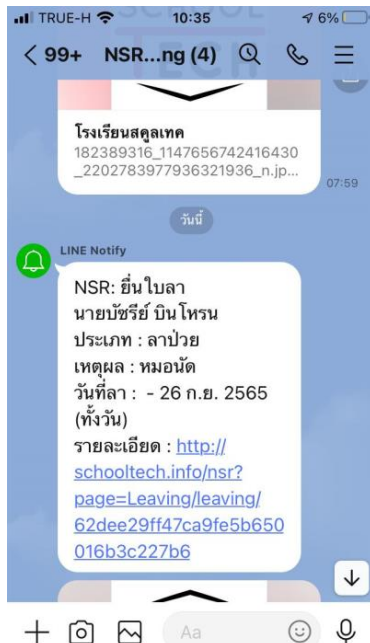 TRUE-H
10:35
6%
SCHOOL
TECH
99+ NSR...ng (4)
โรงเรียนสคูลเทค
182389316_1147656742416430
_2202783977936321936_n.jp...
07:59
วันนี้
LINE Notify
NSR: ยื่นใบลา
นายบัซรีย์ บินโหรน
ประเภท : ลาป่วย
เหตุผล : หมอนัด
วันที่ลา : - 26 ก.ย. 2565
(ทั้งวัน)
รายละเอียด : http://
schooltech.info/nsr?
page=Leaving/leaving/
62dee29ff47ca9fe5b650
016b3c227b6
Aa